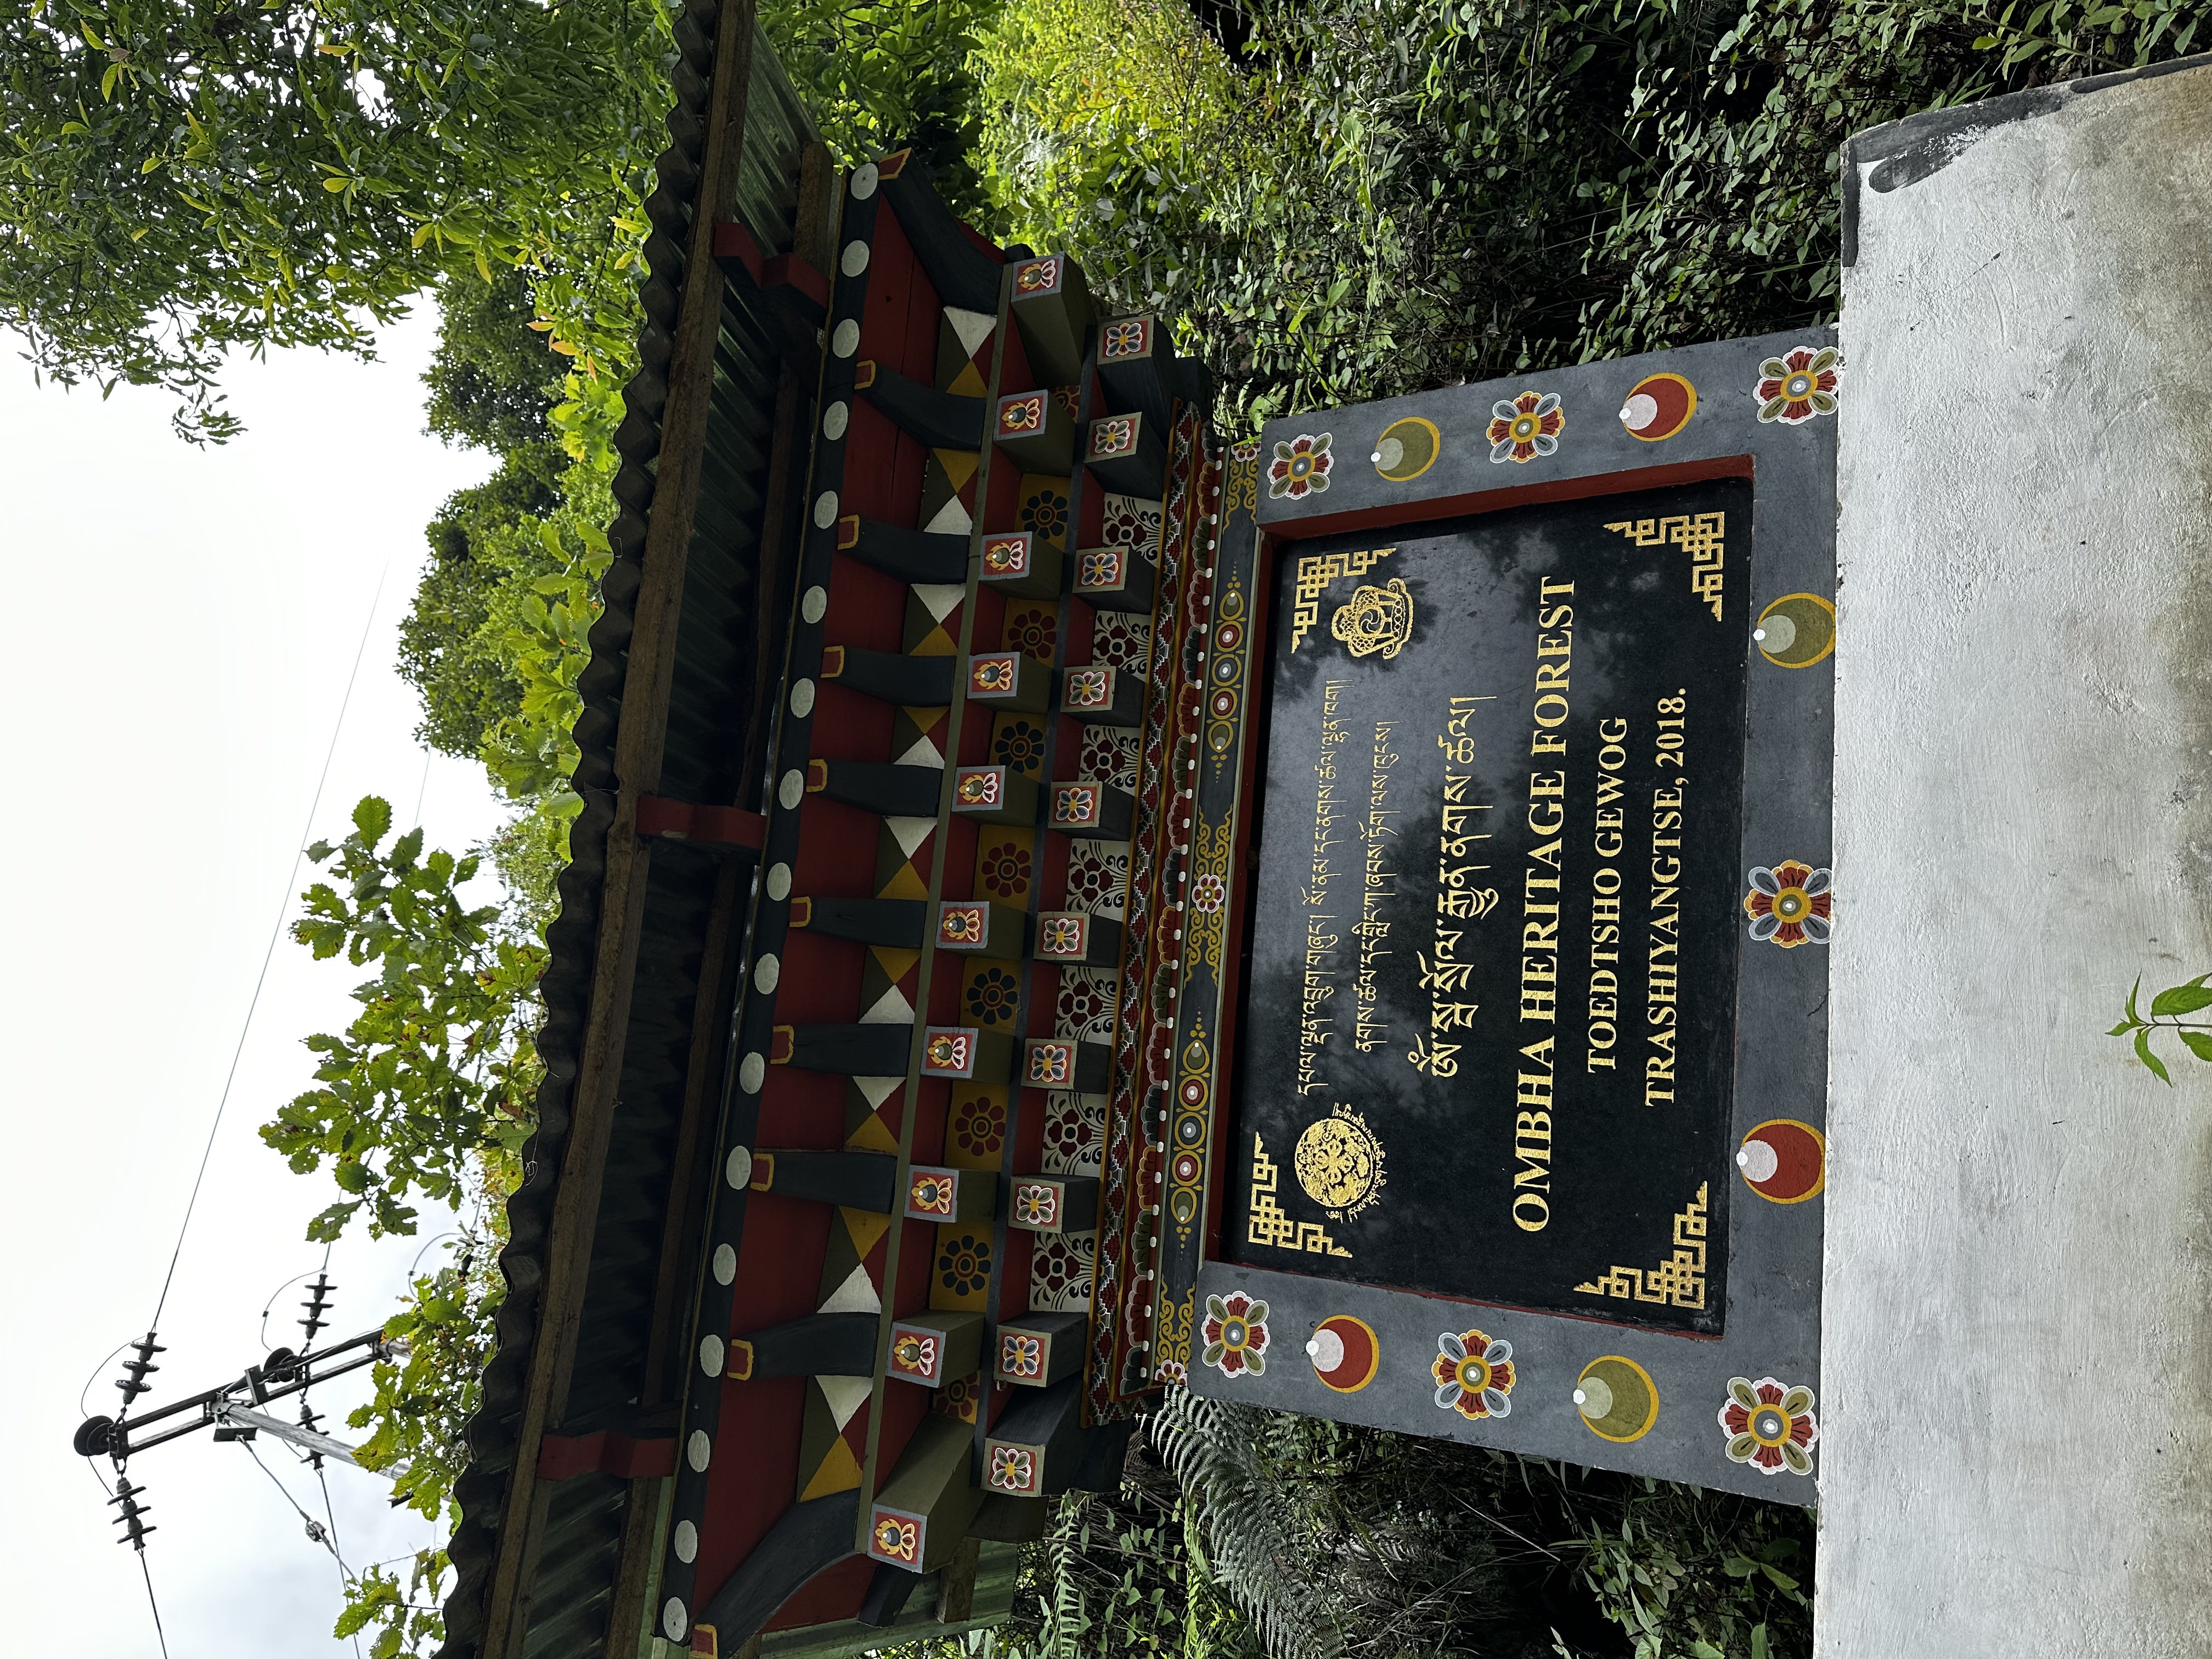 དཔལ་ལྡན་འབྲུག་གཞུང་། སོ་ནམ་དང་ནགས་ཚལ་ལྷན་ཁག།
ནགས་ཚལ་དང་གླིང་ཀ་ཞབས་ཏོག་ལས་ཁུངས།
ཨོཾ་སྦ་སྲོལ་རྒྱུན་ནགས་ཚལ།
OMBHA HERITAGE FOREST
TOEDTSHO GEWOG
TRASHIYANGTSE, 2018.